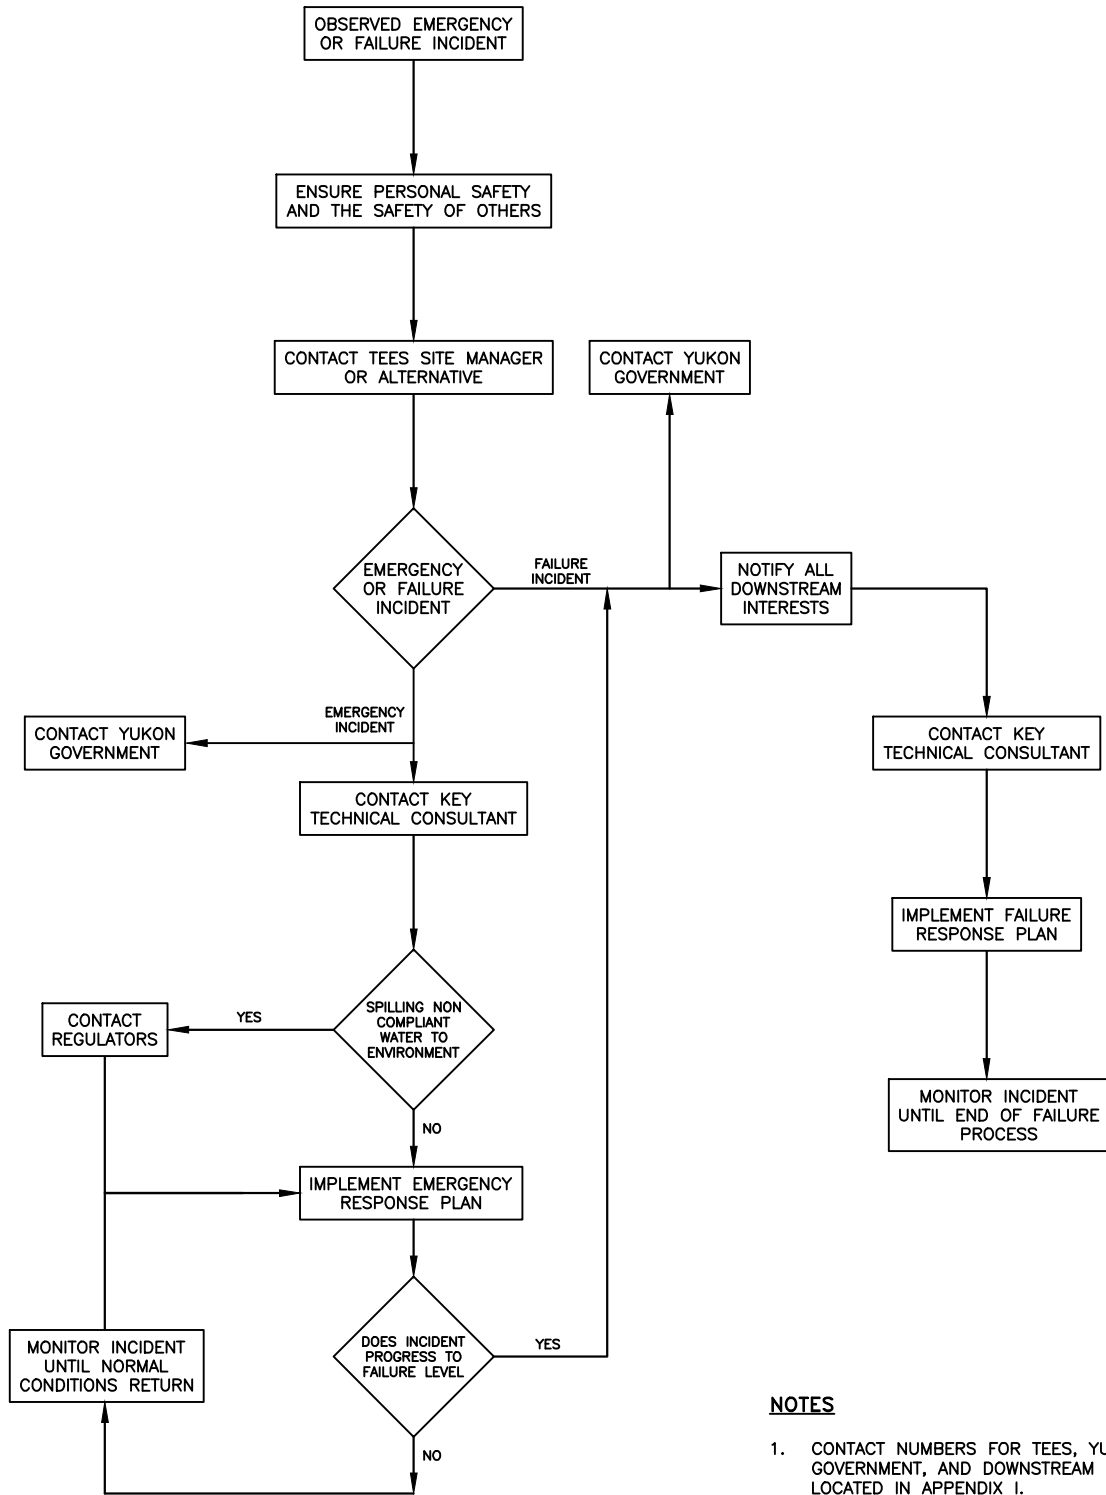 OBSERVED EMERGENCY
OR FAILURE INCIDENT
ENSURE PERSONAL SAFETY
AND THE SAFETY OF OTHERS
CONTACT TEES SITE MANAGER
OR ALTERNATIVE
CONTACT YUKON
GOVERNMENT
EMERGENCY
OR FAILURE
INCIDENT
FAILURE
INCIDENT
NOTIFY ALL
DOWNSTREAM
INTERESTS
EMERGENCY
INCIDENT
CONTACT YUKON
GOVERNMENT
CONTACT KEY
TECHNICAL CONSULTANT
CONTACT KEY
TECHNICAL CONSULTANT
IMPLEMENT FAILURE
RESPONSE PLAN
SPILLING NON
COMPLIANT
WATER TO
ENVIRONMENT
YES
CONTACT
REGULATORS
NO
MONITOR INCIDENT
UNTIL END OF FAILURE
PROCESS
IMPLEMENT EMERGENCY
RESPONSE PLAN
DOES INCIDENT
PROGRESS TO
FAILURE LEVEL
YES
MONITOR INCIDENT
UNTIL NORMAL
CONDITIONS RETURN
NO
NOTES
1. CONTACT NUMBERS FOR TEES,
GOVERNMENT, AND DOWNSTREAM
LOCATED IN APPENDIX I.